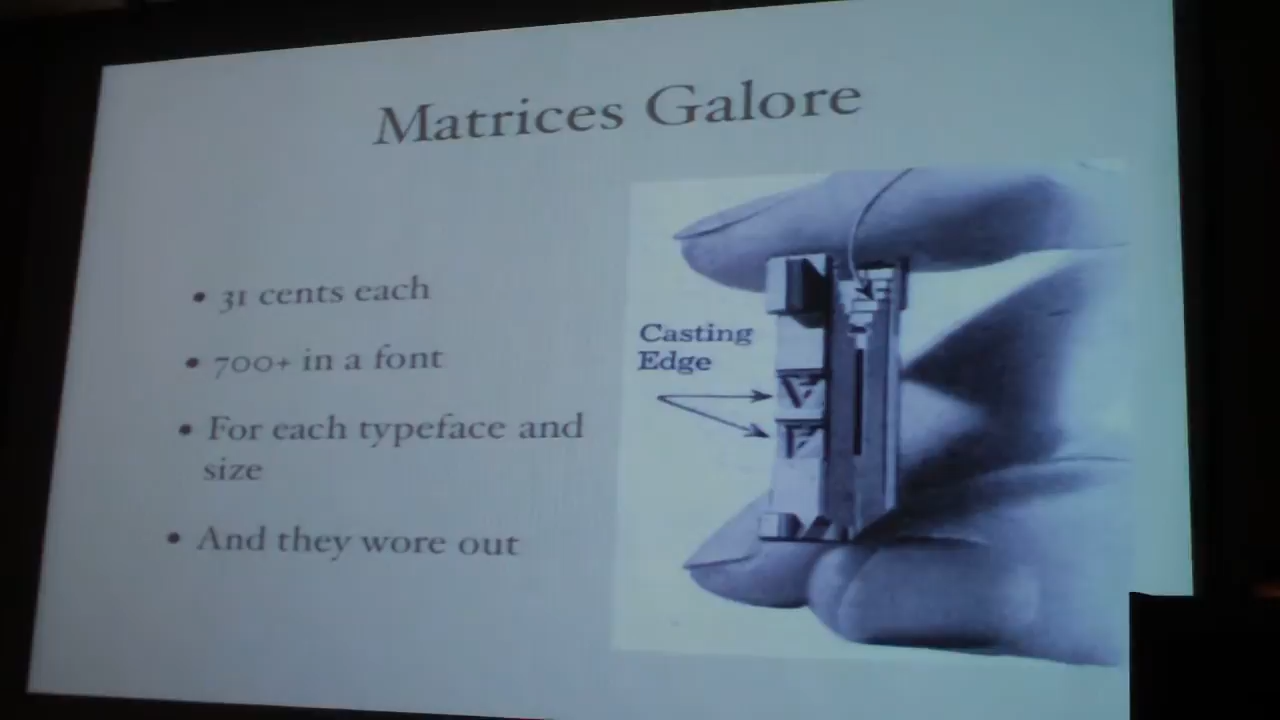 Matrices Galore
• 31 cents each
• 700+ in a font
• For each typeface and
size
• And they wore out
Casting
Edge